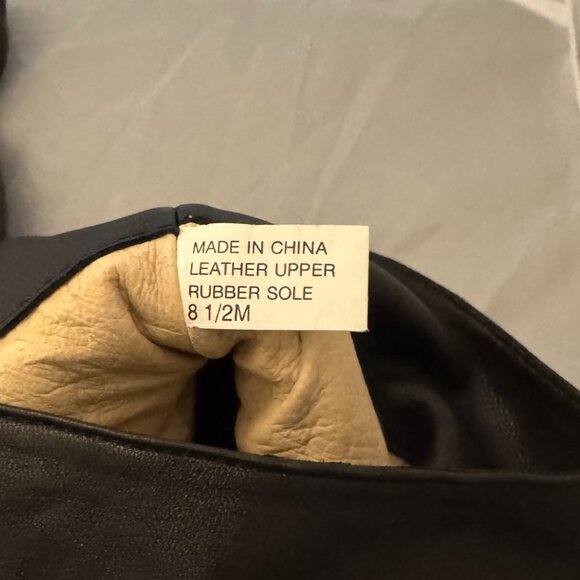 MADE IN CHINA
LEATHER UPPER
RUBBER SOLE
8 1/2M